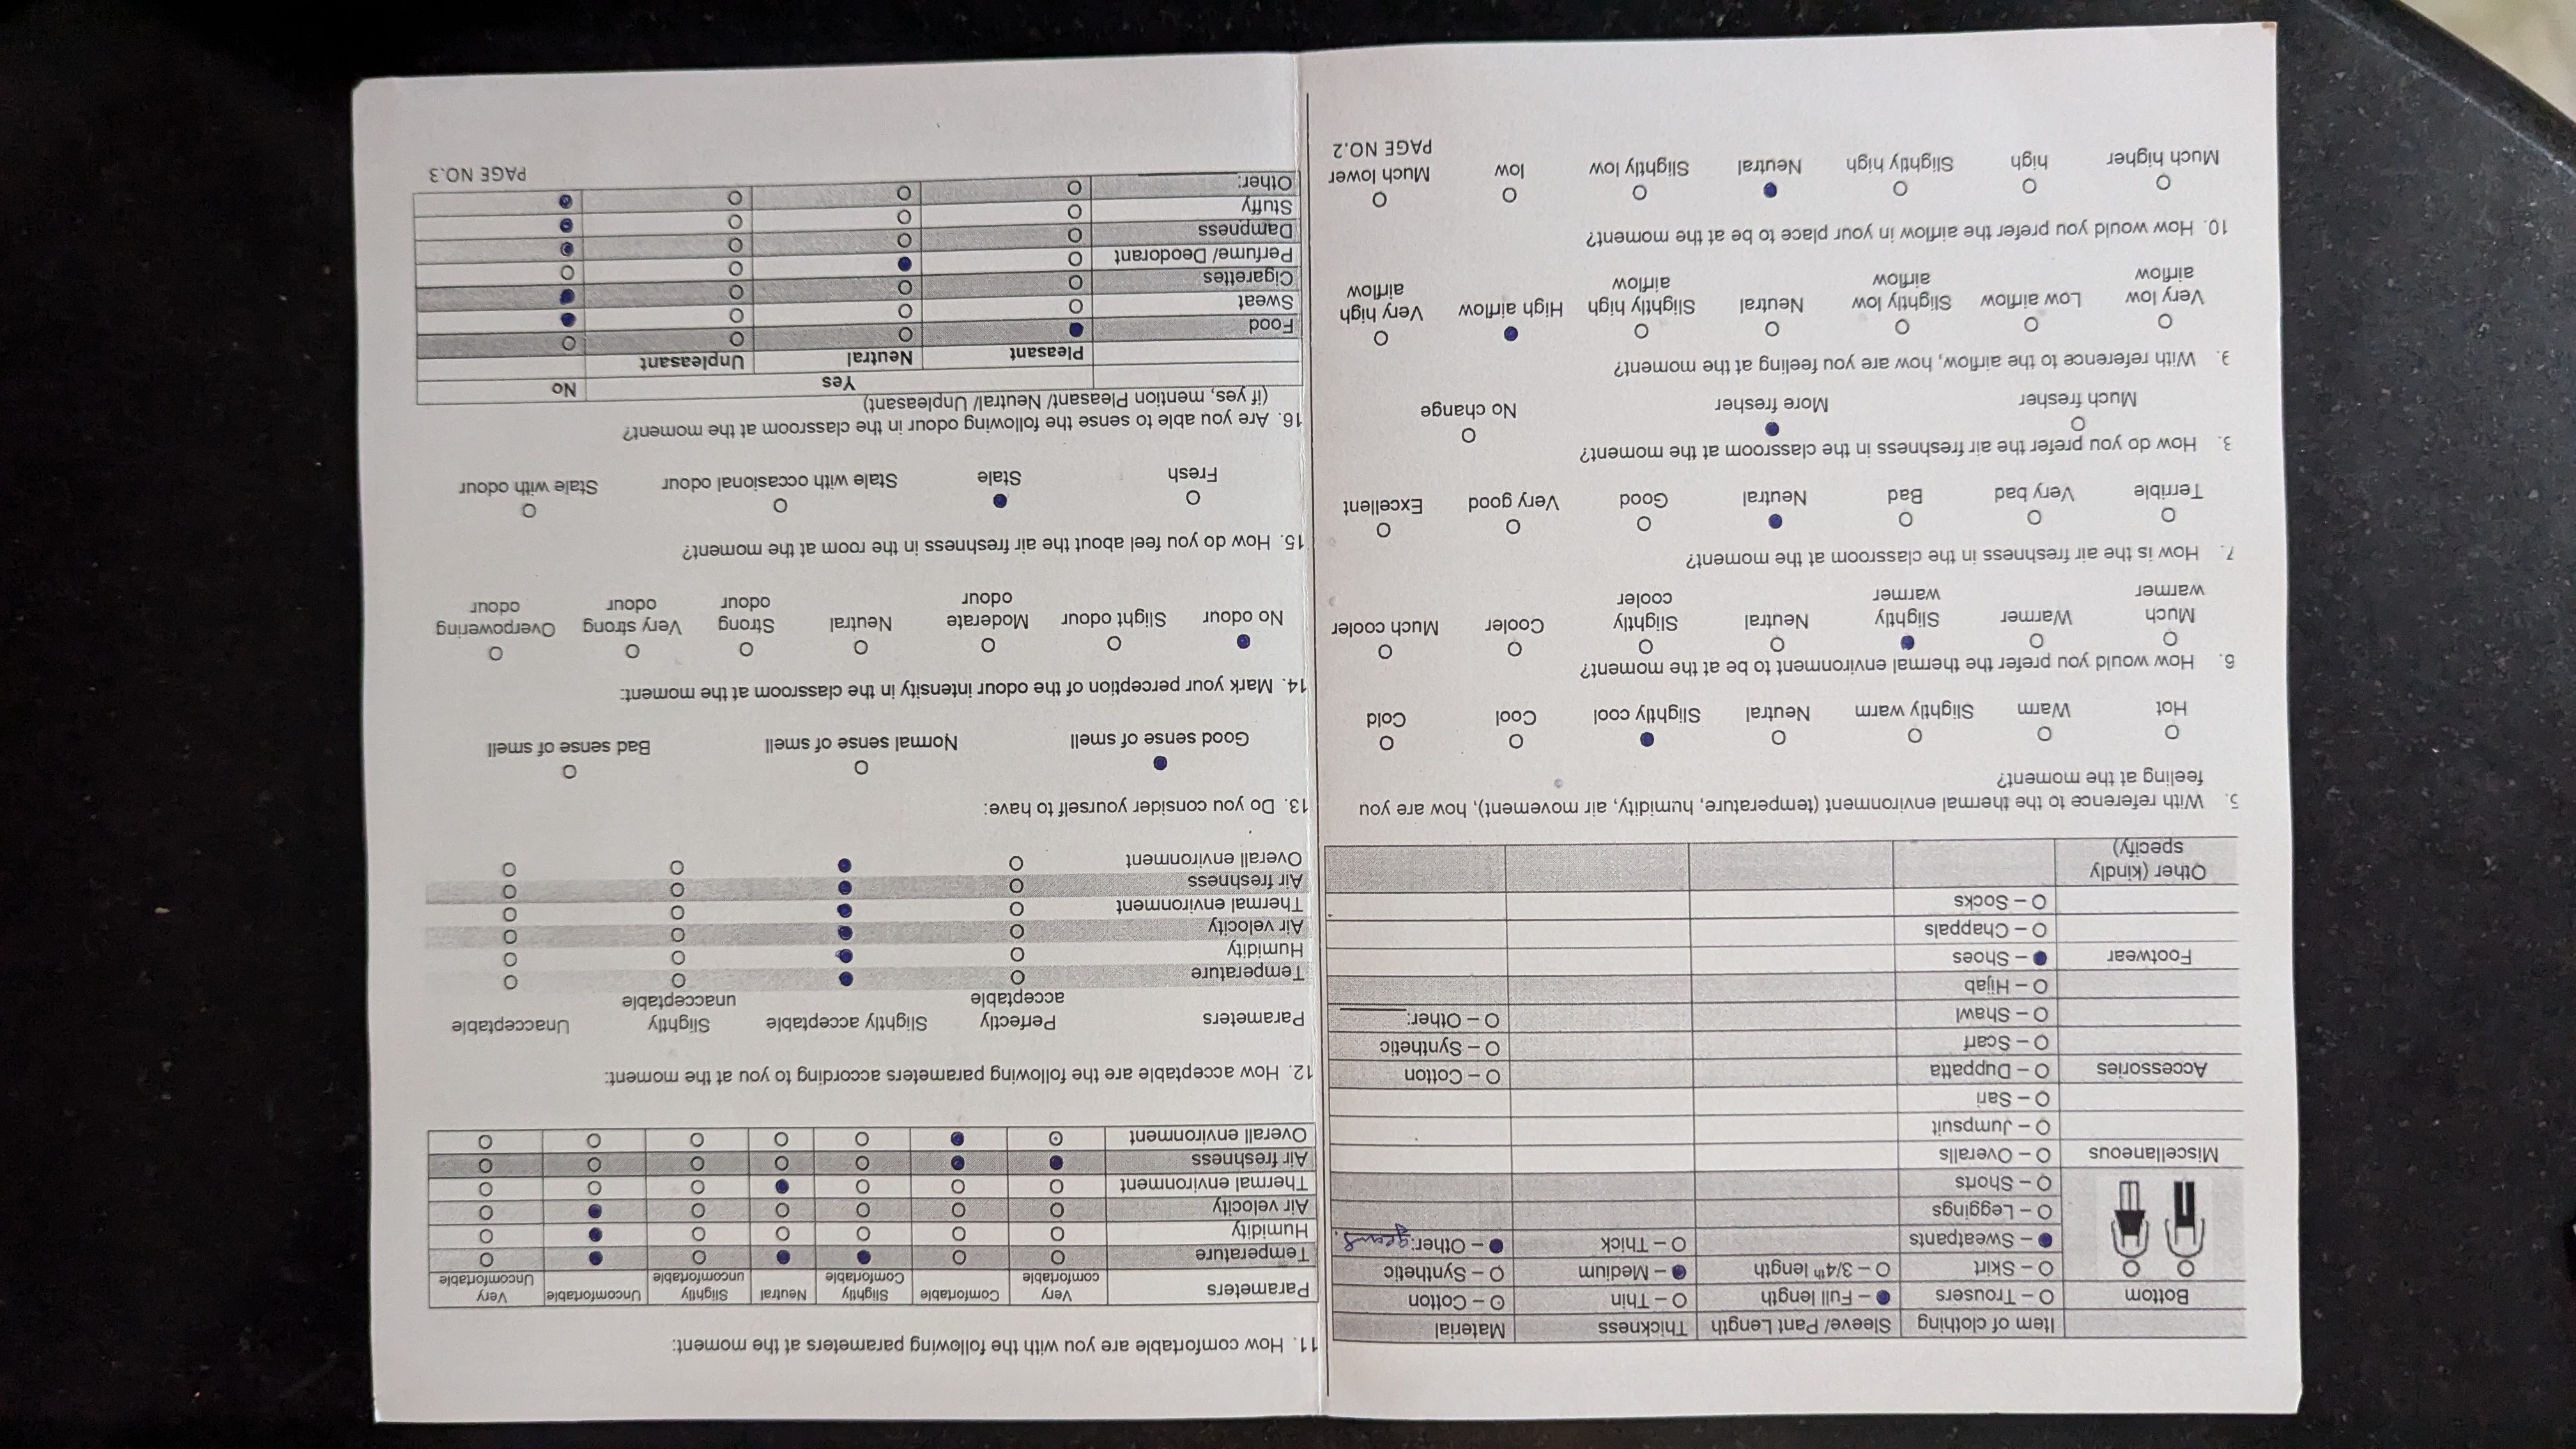 Item of clothing Sleeve/ Pant Length Thickness Material
Bottom O – Trousers ● – Full length O – Thin O – Cotton
O – Skirt O – 3/4th length ● – Medium O – Synthetic
● – Sweatpants O – Thick ● – Other: jeans.
O – Leggings
O – Shorts
Miscellaneous O – Overalls
O – Jumpsuit
O – Sari
Accessories O – Duppatta O – Cotton
O – Scarf O – Synthetic
O – Shawl O – Other:
O – Hijab
Footwear ● – Shoes
O – Chappals
O – Socks
Other (kindly
specify)
5. With reference to the thermal environment (temperature, humidity, air movement), how are you
feeling at the moment?
Hot Warm Slightly warm Neutral Slightly cool Cool Cold
6. How would you prefer the thermal environment to be at the moment?
Much Warmer Slightly Neutral Slightly Cooler Much cooler
warmer warmer cooler
7. How is the air freshness in the classroom at the moment?
Terrible Very bad Bad Neutral Good Very good Excellent
3. How do you prefer the air freshness in the classroom at the moment?
Much fresher More fresher No change
9. With reference to the airflow, how are you feeling at the moment?
Very low Low airflow Slightly low Neutral Slightly high High airflow Very high
airflow airflow airflow airflow
10. How would you prefer the airflow in your place to be at the moment?
Much higher high Slightly high Neutral Slightly low low Much lower
PAGE NO.2
11. How comfortable are you with the following parameters at the moment:
Parameters Very Comfortable Slightly Neutral Slightly Uncomfortable Very
comfortable Comfortable uncomfortable Uncomfortable
Temperature
Humidity
Air velocity
Thermal environment
Air freshness
Overall environment
12. How acceptable are the following parameters according to you at the moment:
Parameters Perfectly Slightly acceptable Slightly Unacceptable
acceptable unacceptable
Temperature
Humidity
Air velocity
Thermal environment
Air freshness
Overall environment
13. Do you consider yourself to have:
Good sense of smell Normal sense of smell Bad sense of smell
14. Mark your perception of the odour intensity in the classroom at the moment:
No odour Slight odour Moderate Neutral Strong Very strong Overpowering
odour odour odour odour
15. How do you feel about the air freshness in the room at the moment?
Fresh Stale Stale with occasional odour Stale with odour
16. Are you able to sense the following odour in the classroom at the moment?
(if yes, mention Pleasant/ Neutral/ Unpleasant)
Yes No
Pleasant Neutral Unpleasant
Food
Sweat
Cigarettes
Perfume/ Deodorant
Dampness
Stuffy
Other:
PAGE NO.3